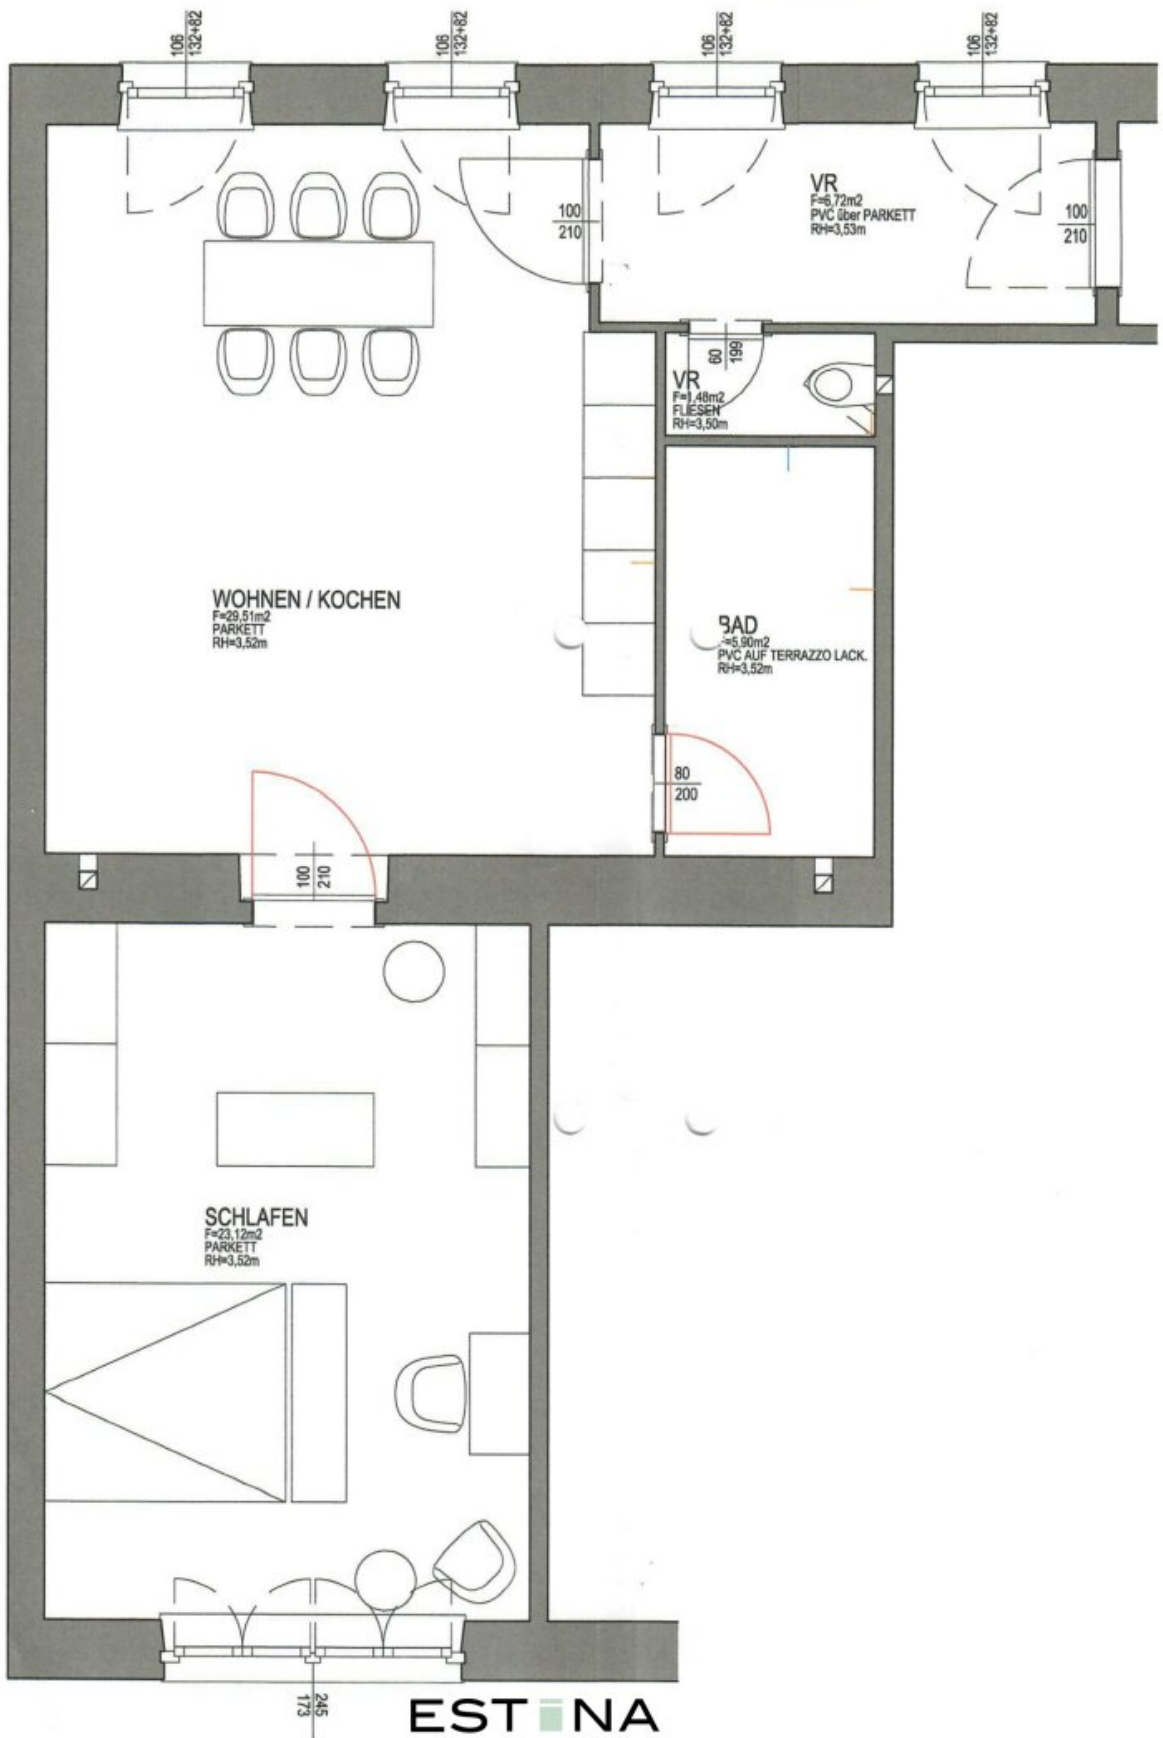 106
132+82
106
132+82
106
132+82
106
132+82
VR
F=6,72m2
PVC über PARKETT
RH=3,53m
100
210
100
210
60
199
VR
F=1,48m2
FLIESEN
RH=3,50m
WOHNEN / KOCHEN
F=29,51m2
PARKETT
RH=3,52m
BAD
F=5,90m2
PVC AUF TERRAZZO LACK.
RH=3,52m
80
200
100
210
SCHLAFEN
F=23,12m2
PARKETT
RH=3,52m
245
173
ESTINA